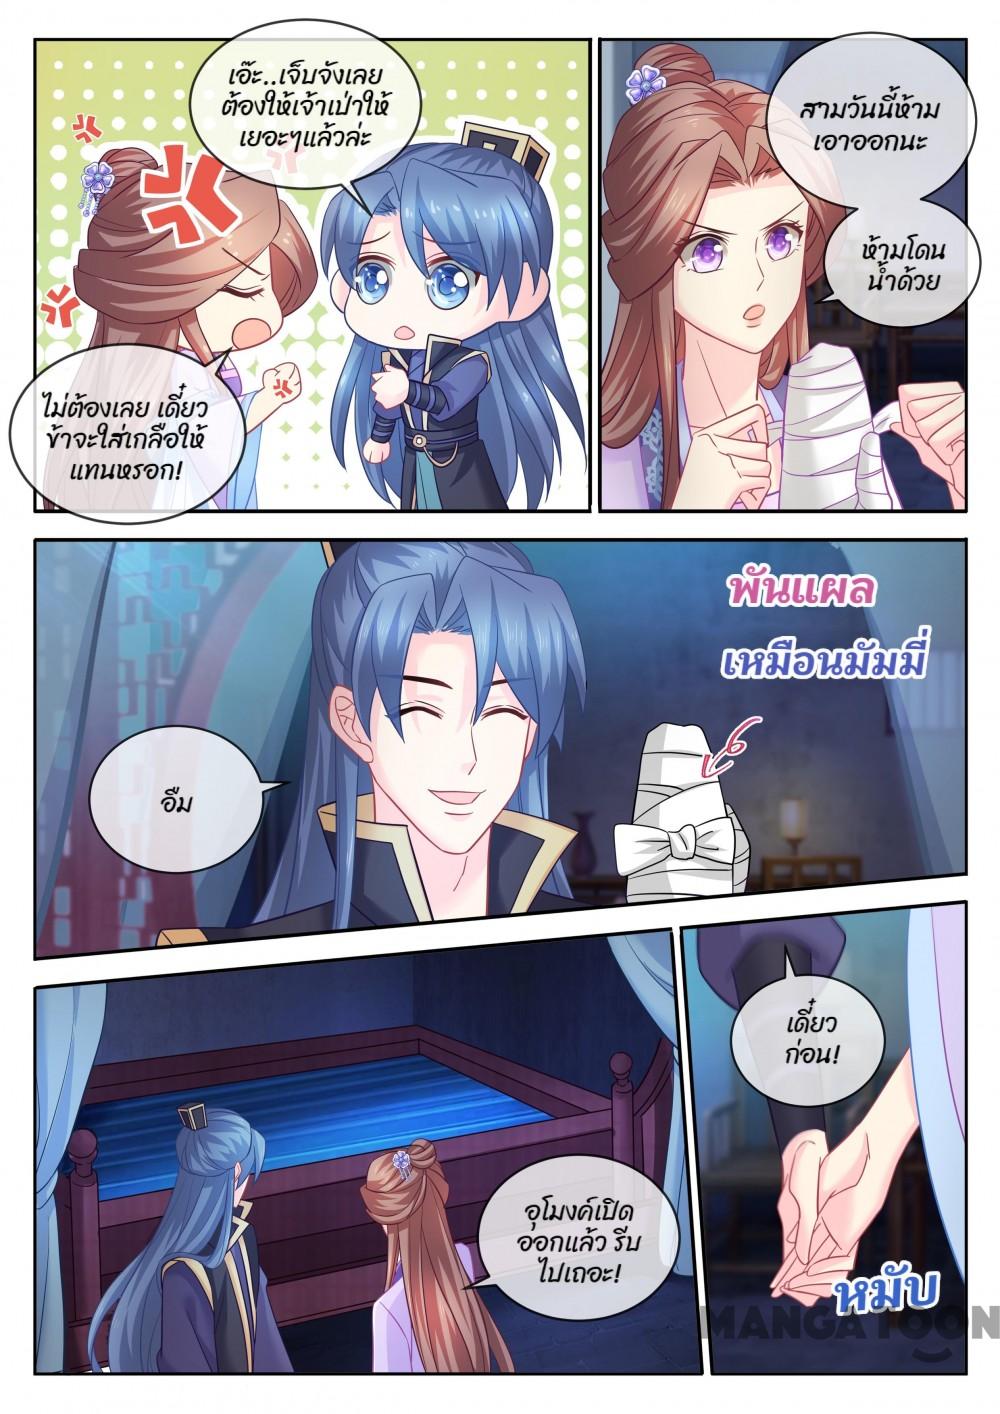 เอ๊ะ..เจ็บจังเลย
ต้องให้เจ้าเป่าให้
เยอะๆแล้วล่ะ
ไม่ต้องเลย เดี๋ยว
ข้าจะใส่เกลือให้
แทนหรอก!
สามวันนี้ห้าม
เอาออกนะ
ห้ามโดน
น้ำด้วย
พันแผล
เหมือนมัมมี่
อืม
อุโมงค์เปิด
ออกแล้ว รีบ
ไปเถอะ!
เดี๋ยว
ก่อน!
หมับ
MANGATOON